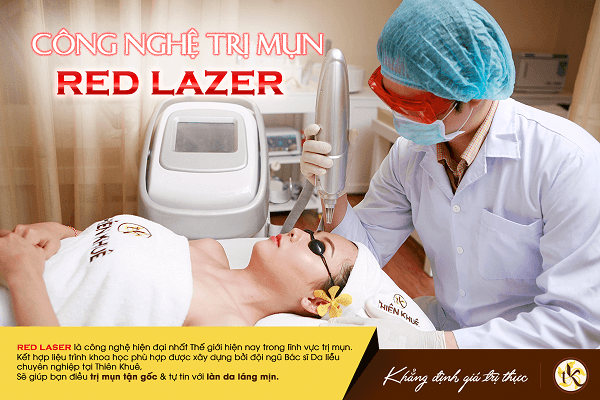 CÔNG NGHỆ TRỊ MỤN
RED LAZER
THIÊN KHUÊ
tk
THIÊN KHUÊ
RED LASER là công nghệ hiện đại nhất Thế giới hiện nay trong lĩnh vực trị mụn.
Kết hợp liệu trình khoa học phù hợp được xây dựng bởi đội ngũ Bác sĩ Da liễu
chuyên nghiệp tại Thiên Khuê,
Sẽ giúp bạn điều trị mụn tận gốc & tự tin với làn da láng mịn.
Khẳng định giá trị thực
tk